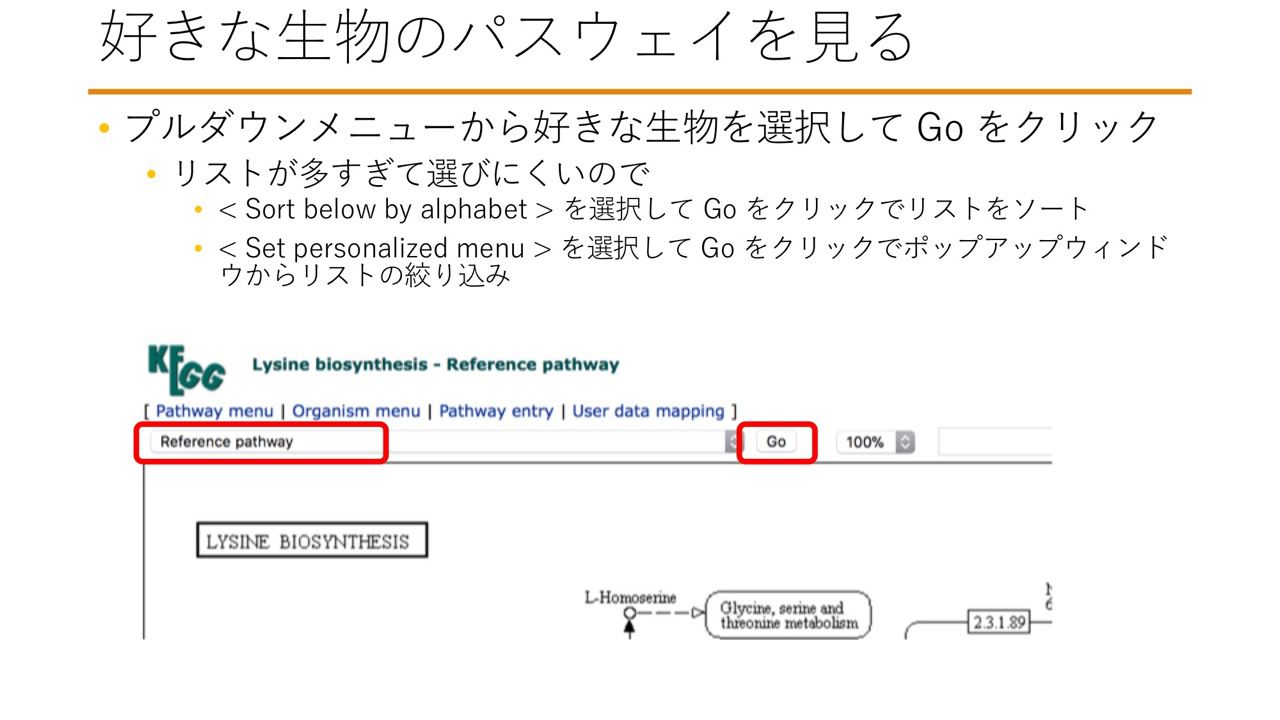 好きな生物のパスウェイを見る
• プルダウンメニューから好きな生物を選択して Go をクリック
• リストが多すぎて選びにくいので
• < Sort below by alphabet > を選択して Go をクリックでリストをソート
• < Set personalized menu > を選択して Go をクリックでポップアップウィンド
ウからリストの絞り込み
KEGG Lysine biosynthesis - Reference pathway
[ Pathway menu | Organism menu | Pathway entry | User data mapping ]
Reference pathway Go 100%
LYSINE BIOSYNTHESIS
L-Homoserine
Glycine, serine and
threonine metabolism
2.3.1.89